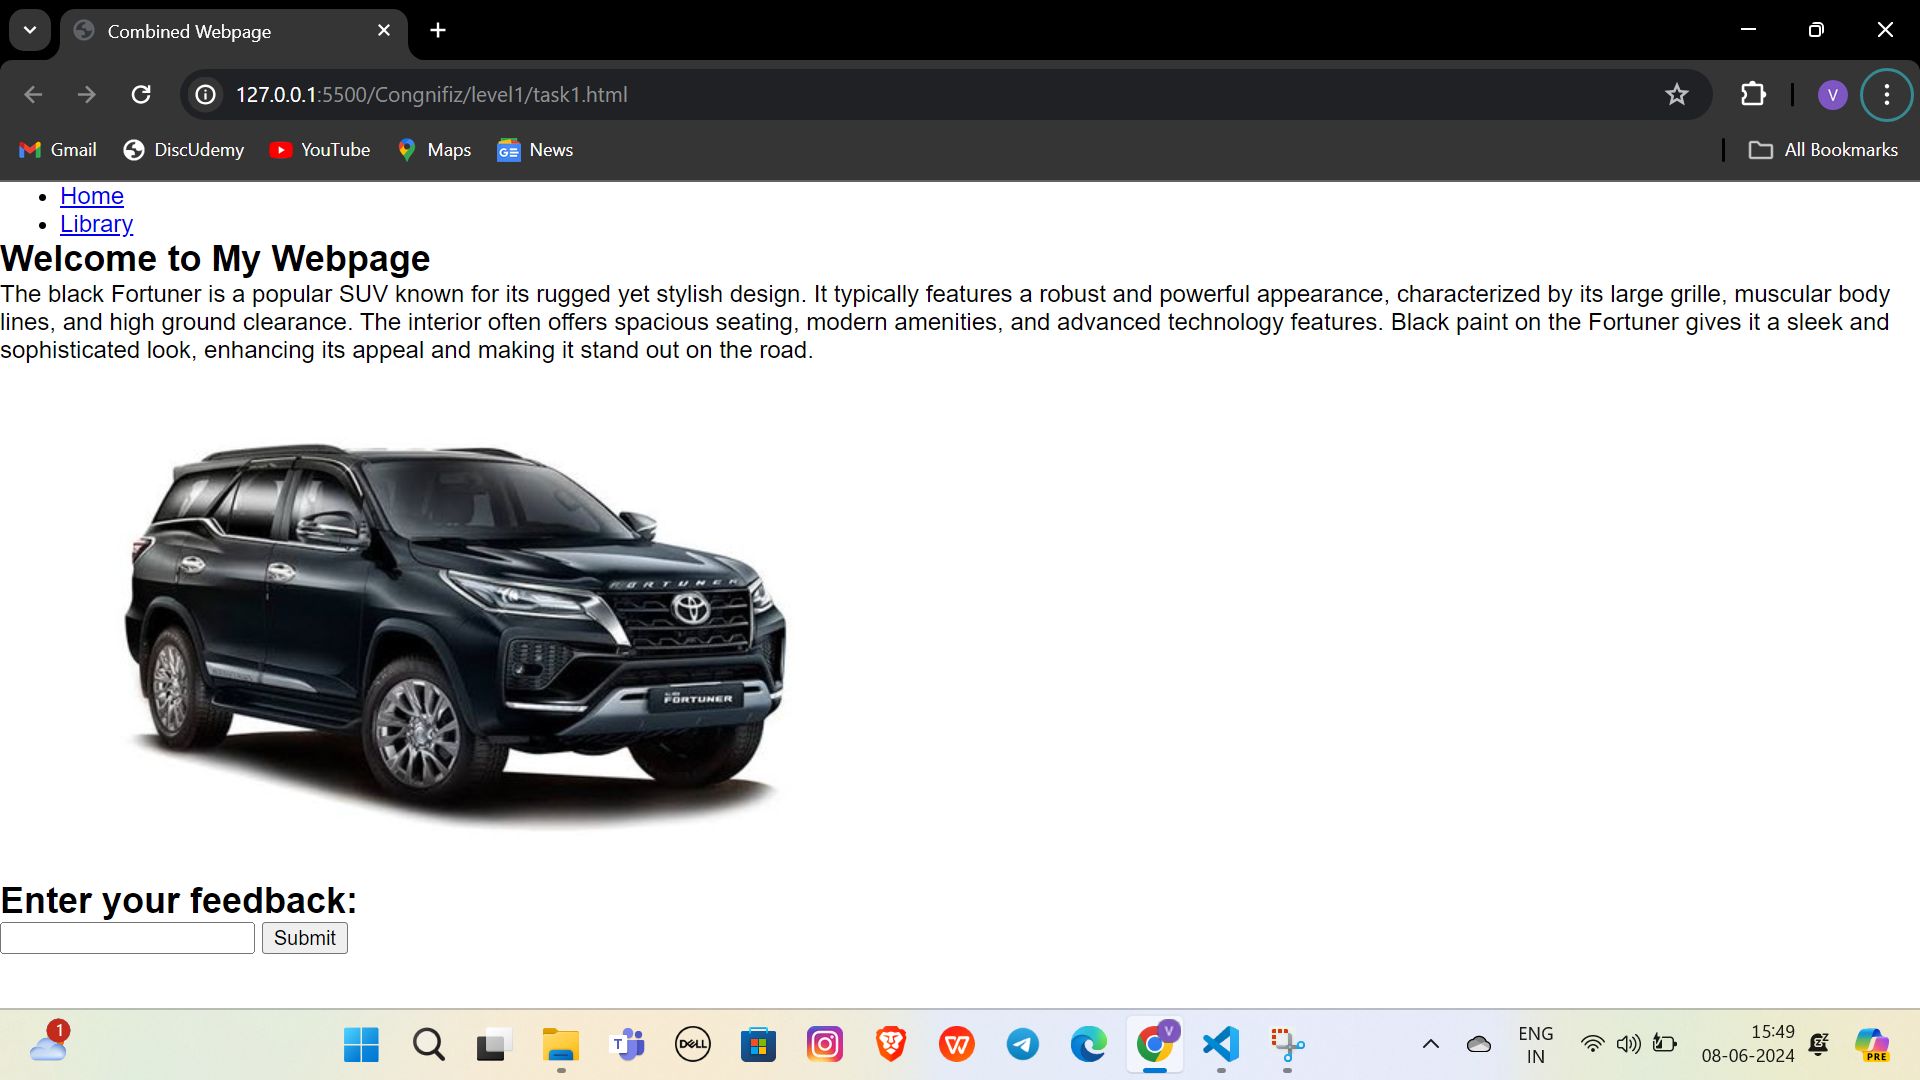 Combined Webpage
127.0.0.1:5500/Congnifiz/level1/task1.html
V
Gmail
DiscUdemy
YouTube
GE
Maps
News
All Bookmarks
Home
Library
Welcome to My Webpage
The black Fortuner is a popular SUV known for its rugged yet stylish design. It typically features a robust and powerful appearance, characterized by its large grille, muscular body
lines, and high ground clearance. The interior often offers spacious seating, modern amenities, and advanced technology features. Black paint on the Fortuner gives it a sleek and
sophisticated look, enhancing its appeal and making it stand out on the road.
FORTUNER
FORTUNER
Enter your feedback:
Submit
1
T
DELL
W
V
ENG
IN
15:49
08-06-2024
PRE